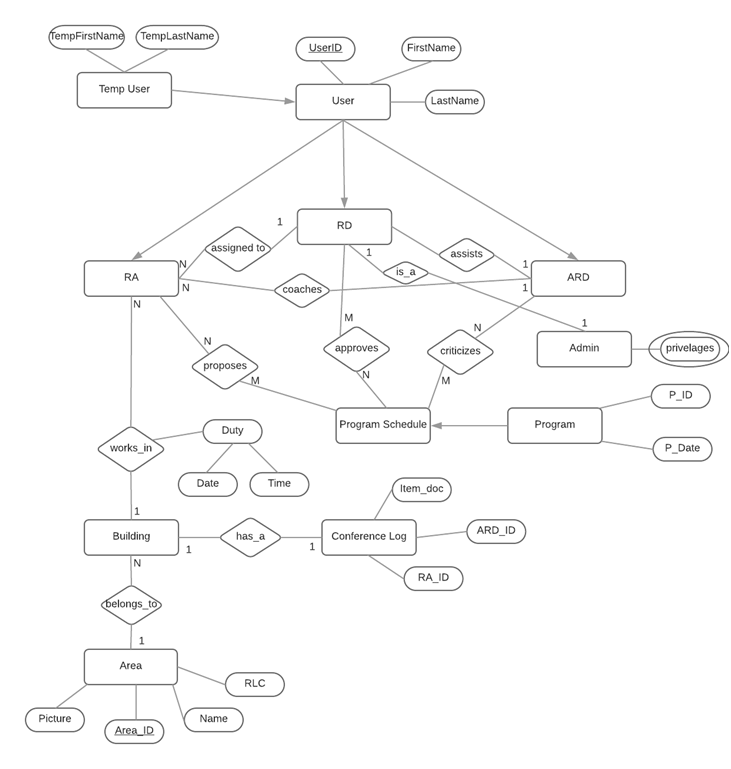 TempFirstName
TempLastName
UserID
FirstName
Temp User
User
LastName
1
RD
assigned to
1
assists
N
1
is_a
RA
N
coaches
1
ARD
N
M
N
1
proposes
N
approves
criticizes
Admin
privelages
M
N
M
P_ID
Program Schedule
Program
Duty
works_in
P_Date
Date
Time
Item_doc
1
Building
1
has_a
1
Conference Log
ARD_ID
N
RA_ID
belongs_to
1
Area
RLC
Picture
Area_ID
Name